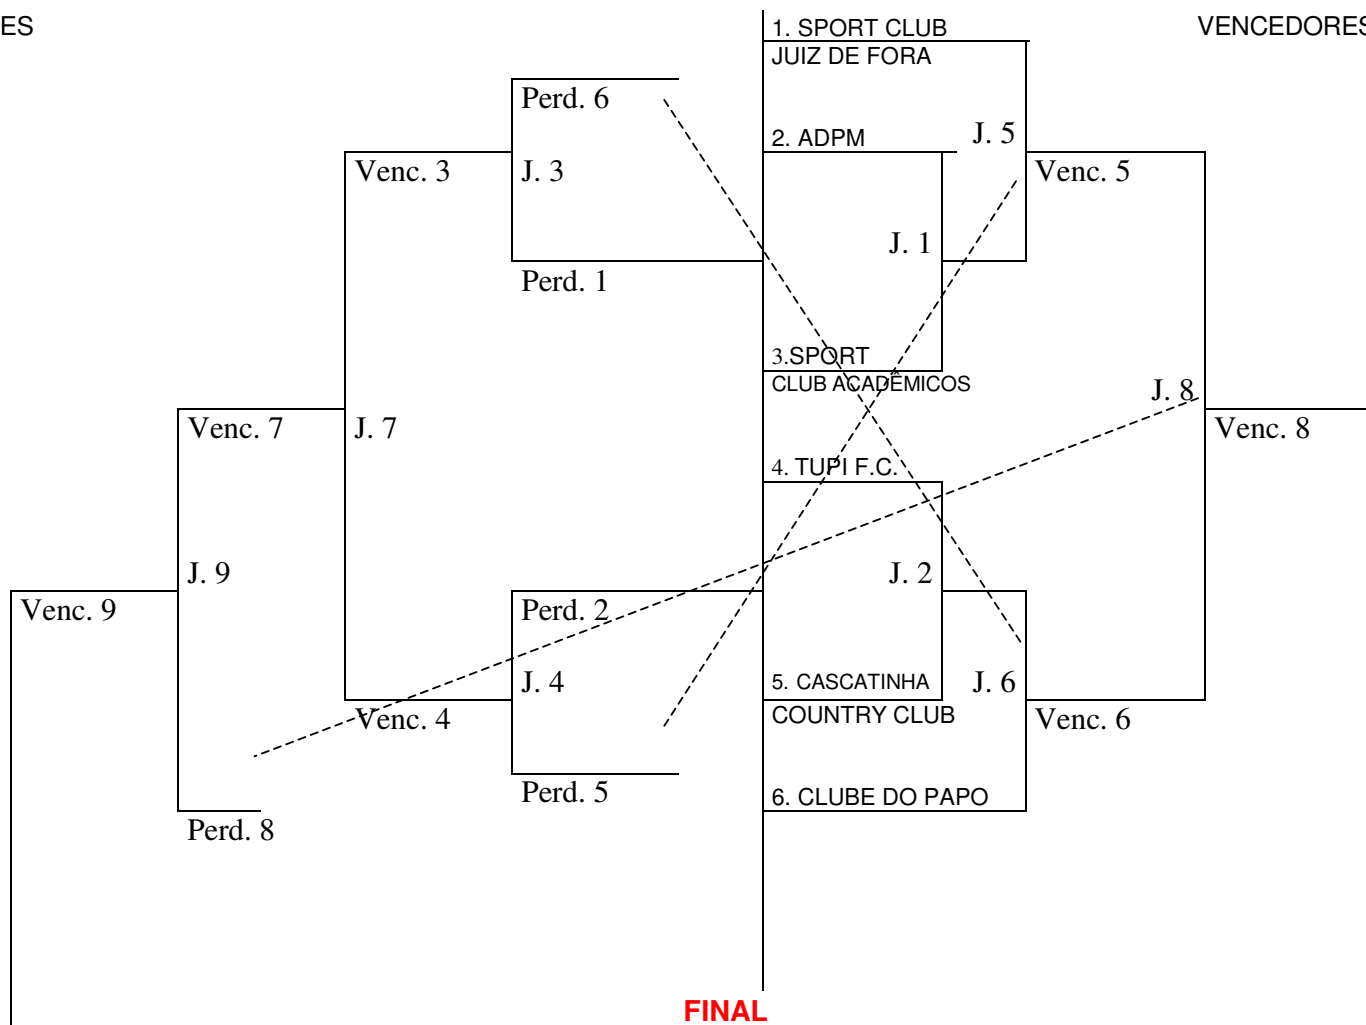 ES
VENCEDORES
1. SPORT CLUB
JUIZ DE FORA
Perd. 6
2. ADPM
J. 5
Venc. 3
J. 3
Venc. 5
J. 1
Perd. 1
3.SPORT
CLUB ACADÊMICOS
J. 8
Venc. 7
J. 7
Venc. 8
4. TUPI F.C.
J. 9
J. 2
Venc. 9
Perd. 2
J. 4
5. CASCATINHA
J. 6
Venc. 4
COUNTRY CLUB
Venc. 6
Perd. 5
6. CLUBE DO PAPO
Perd. 8
FINAL